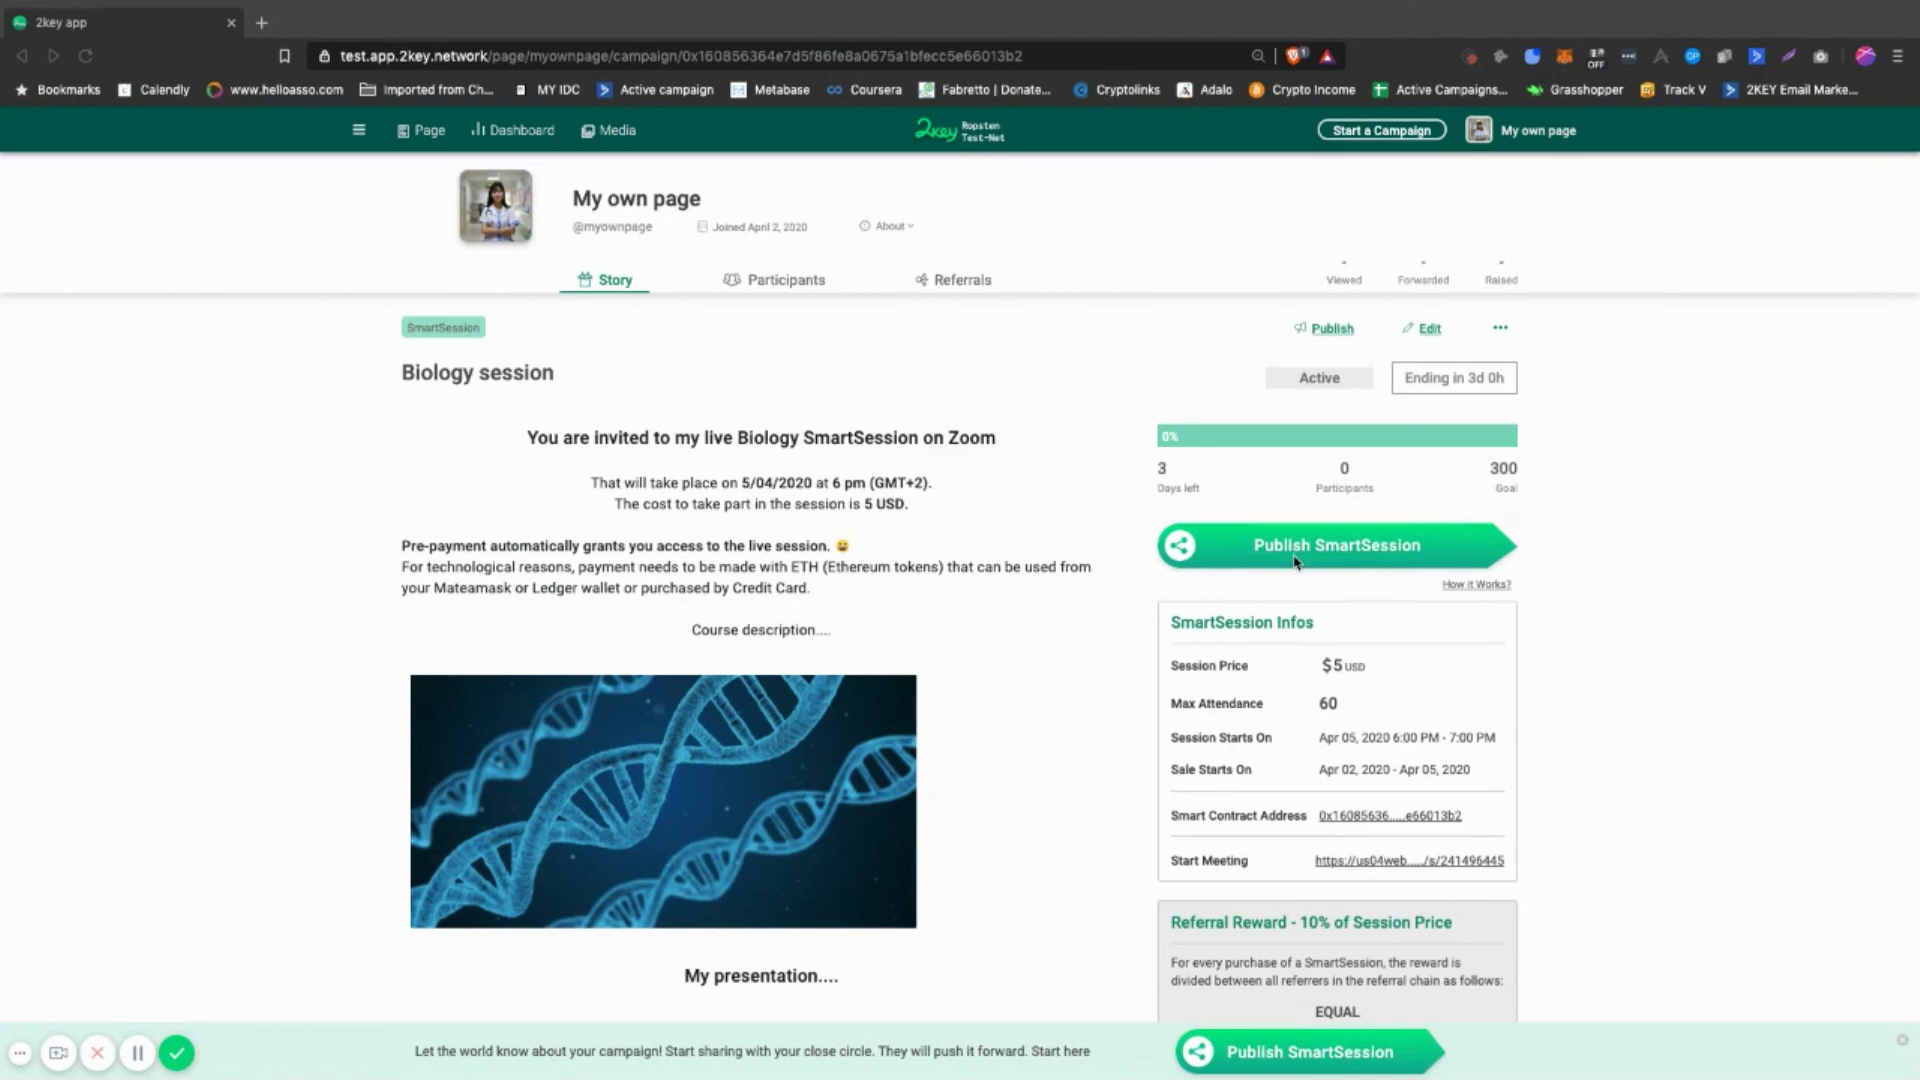 2key app
test.app.2key.network/page/myownpage/campaign/0x160856364e7d5f86fe8a0675a1bfecc5e66013b2
Bookmarks Calendly www.helloasso.com Imported from Ch... MY IDC Active campaign Metabase Coursera Fabretto | Donate... Cryptolinks Adalo Crypto Income Active Campaigns... Grasshopper Track V 2KEY Email Marke...
Page Dashboard Media 2key Ropsten Test-Net Start a Campaign My own page
My own page
@myownpage Joined April 2, 2020 About
Story Participants Referrals
- - -
Viewed Forwarded Raised
SmartSession
Publish Edit
Biology session
Active Ending in 3d 0h
You are invited to my live Biology SmartSession on Zoom
That will take place on 5/04/2020 at 6 pm (GMT+2).
The cost to take part in the session is 5 USD.
Pre-payment automatically grants you access to the live session. 😀
For technological reasons, payment needs to be made with ETH (Ethereum tokens) that can be used from
your Mateamask or Ledger wallet or purchased by Credit Card.
Course description....
My presentation....
0%
3 0 300
Days left Participants Goal
Publish SmartSession
How it Works?
SmartSession Infos
Session Price $5 USD
Max Attendance 60
Session Starts On Apr 05, 2020 6:00 PM - 7:00 PM
Sale Starts On Apr 02, 2020 - Apr 05, 2020
Smart Contract Address 0x16085636.....e66013b2
Start Meeting https://us04web...../s/241496445
Referral Reward - 10% of Session Price
For every purchase of a SmartSession, the reward is
divided between all referrers in the referral chain as follows:
EQUAL
Let the world know about your campaign! Start sharing with your close circle. They will push it forward. Start here
Publish SmartSession